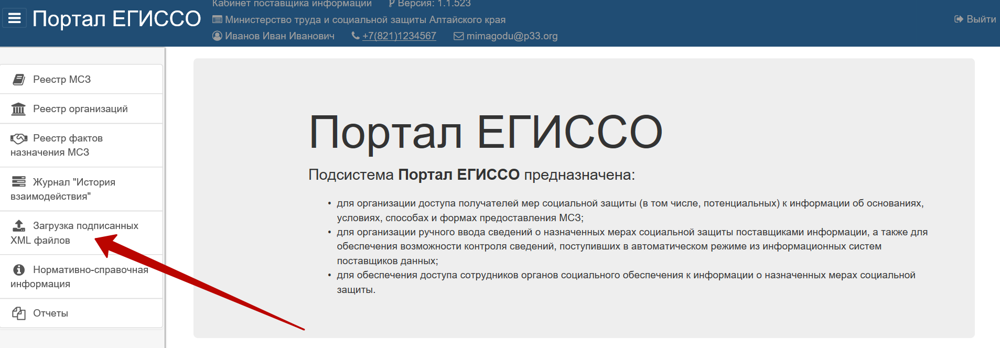 Портал ЕГИССО
Кабинет поставщика информации Версия: 1.1.523
Министерство труда и социальной защиты Алтайского края
Иванов Иван Иванович +7(821)1234567 mimagodu@p33.org
Выйти
Реестр МСЗ
Реестр организаций
Реестр фактов
назначения МСЗ
Журнал "История
взаимодействия"
Загрузка подписанных
XML файлов
Нормативно-справочная
информация
Отчеты
Портал ЕГИССО
Подсистема Портал ЕГИССО предназначена:
• для организации доступа получателей мер социальной защиты (в том числе, потенциальных) к информации об основаниях,
условиях, способах и формах предоставления МСЗ;
• для организации ручного ввода сведений о назначенных мерах социальной защиты поставщиками информации, а также для
обеспечения возможности контроля сведений, поступивших в автоматическом режиме из информационных систем
поставщиков данных;
• для обеспечения доступа сотрудников органов социального обеспечения к информации о назначенных мерах социальной
защиты.